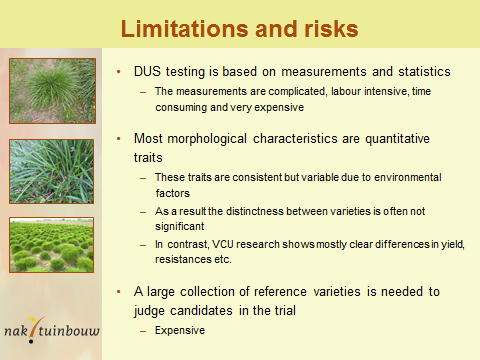 Limitations and risks
• DUS testing is based on measurements and statistics
– The measurements are complicated, labour intensive, time
consuming and very expensive
• Most morphological characteristics are quantitative
traits
– These traits are consistent but variable due to environmental
factors
– As a result the distinctness between varieties is often not
significant
– In contrast, VCU research shows mostly clear differences in yield,
resistances etc.
• A large collection of reference varieties is needed to
judge candidates in the trial
– Expensive
nak tuinbouw